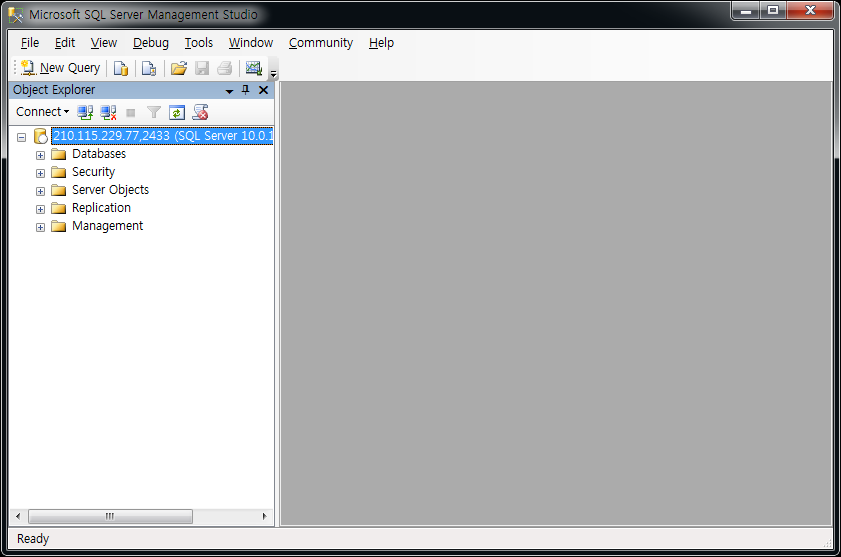 Microsoft SQL Server Management Studio
File Edit View Debug Tools Window Community Help
New Query
Object Explorer
Connect
210.115.229.77,2433 (SQL Server 10.0.1
Databases
Security
Server Objects
Replication
Management
Ready